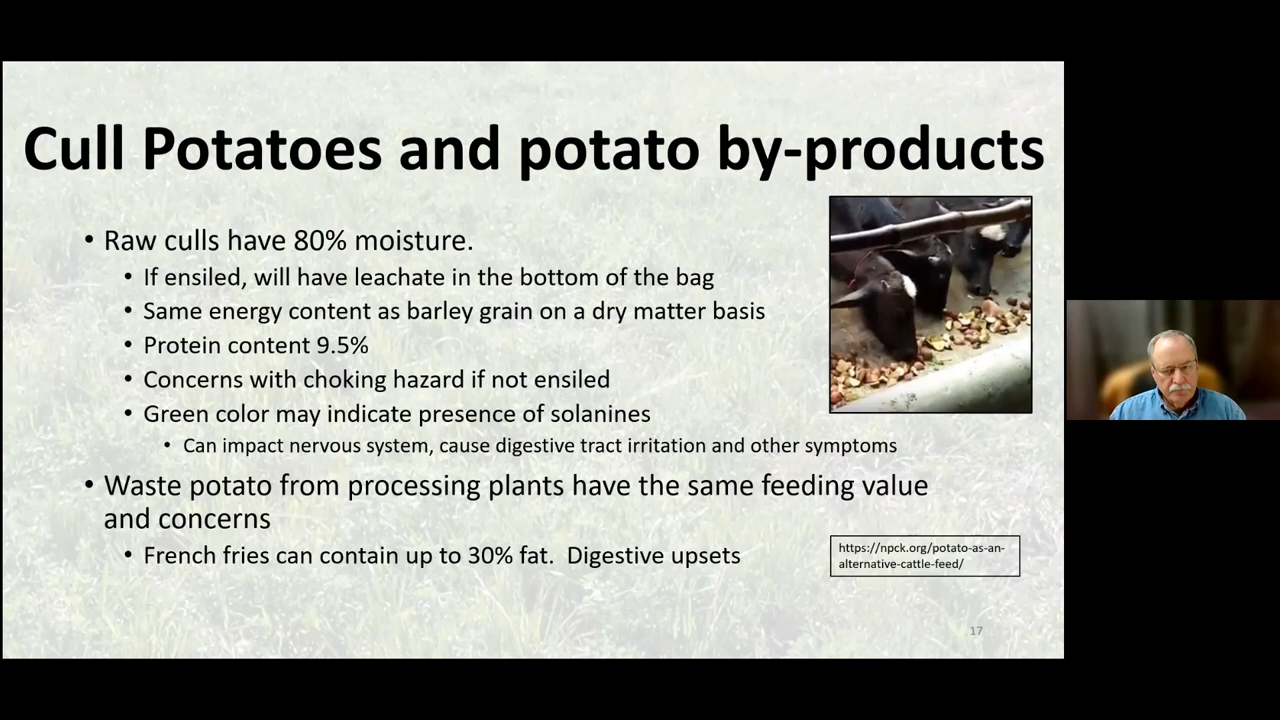 Cull Potatoes and potato by-products
• Raw culls have 80% moisture.
• If ensiled, will have leachate in the bottom of the bag
• Same energy content as barley grain on a dry matter basis
• Protein content 9.5%
• Concerns with choking hazard if not ensiled
• Green color may indicate presence of solanines
• Can impact nervous system, cause digestive tract irritation and other symptoms
• Waste potato from processing plants have the same feeding value
and concerns
• French fries can contain up to 30% fat.  Digestive upsets
https://npck.org/potato-as-an-
alternative-cattle-feed/
17